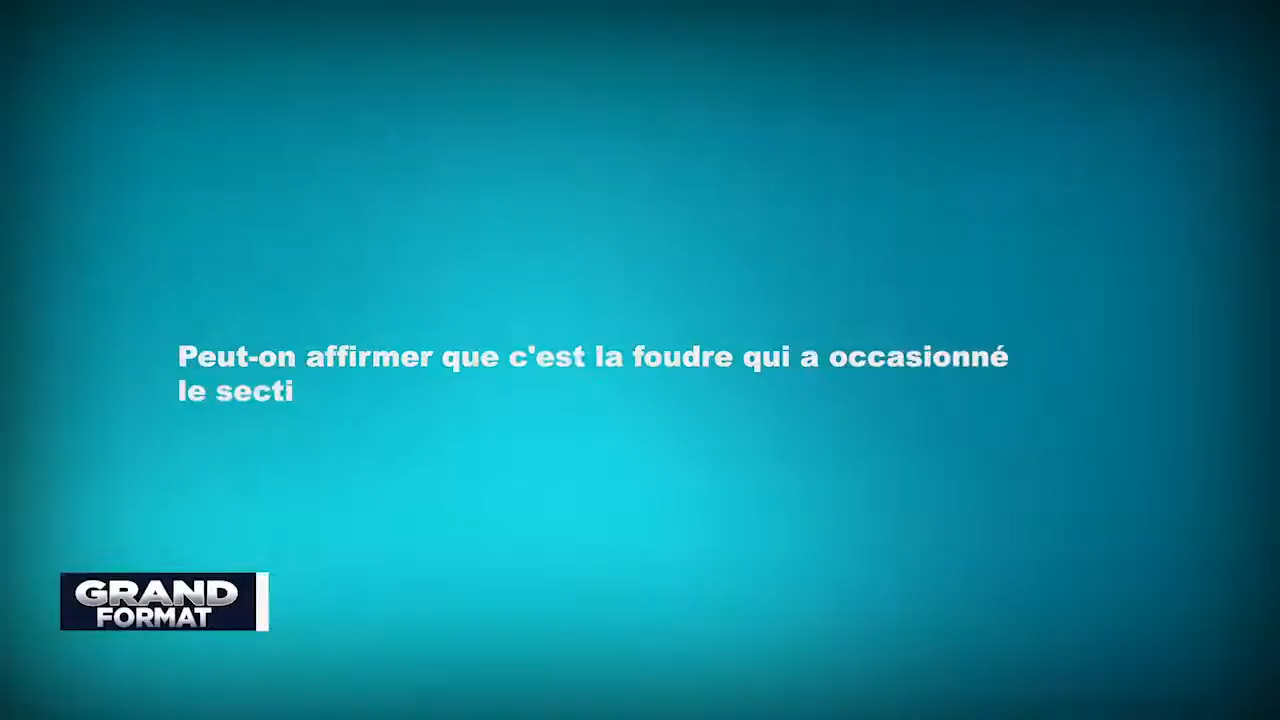 Peut-on affirmer que c'est la foudre qui a occasionné
le secti
GRAND
FORMAT